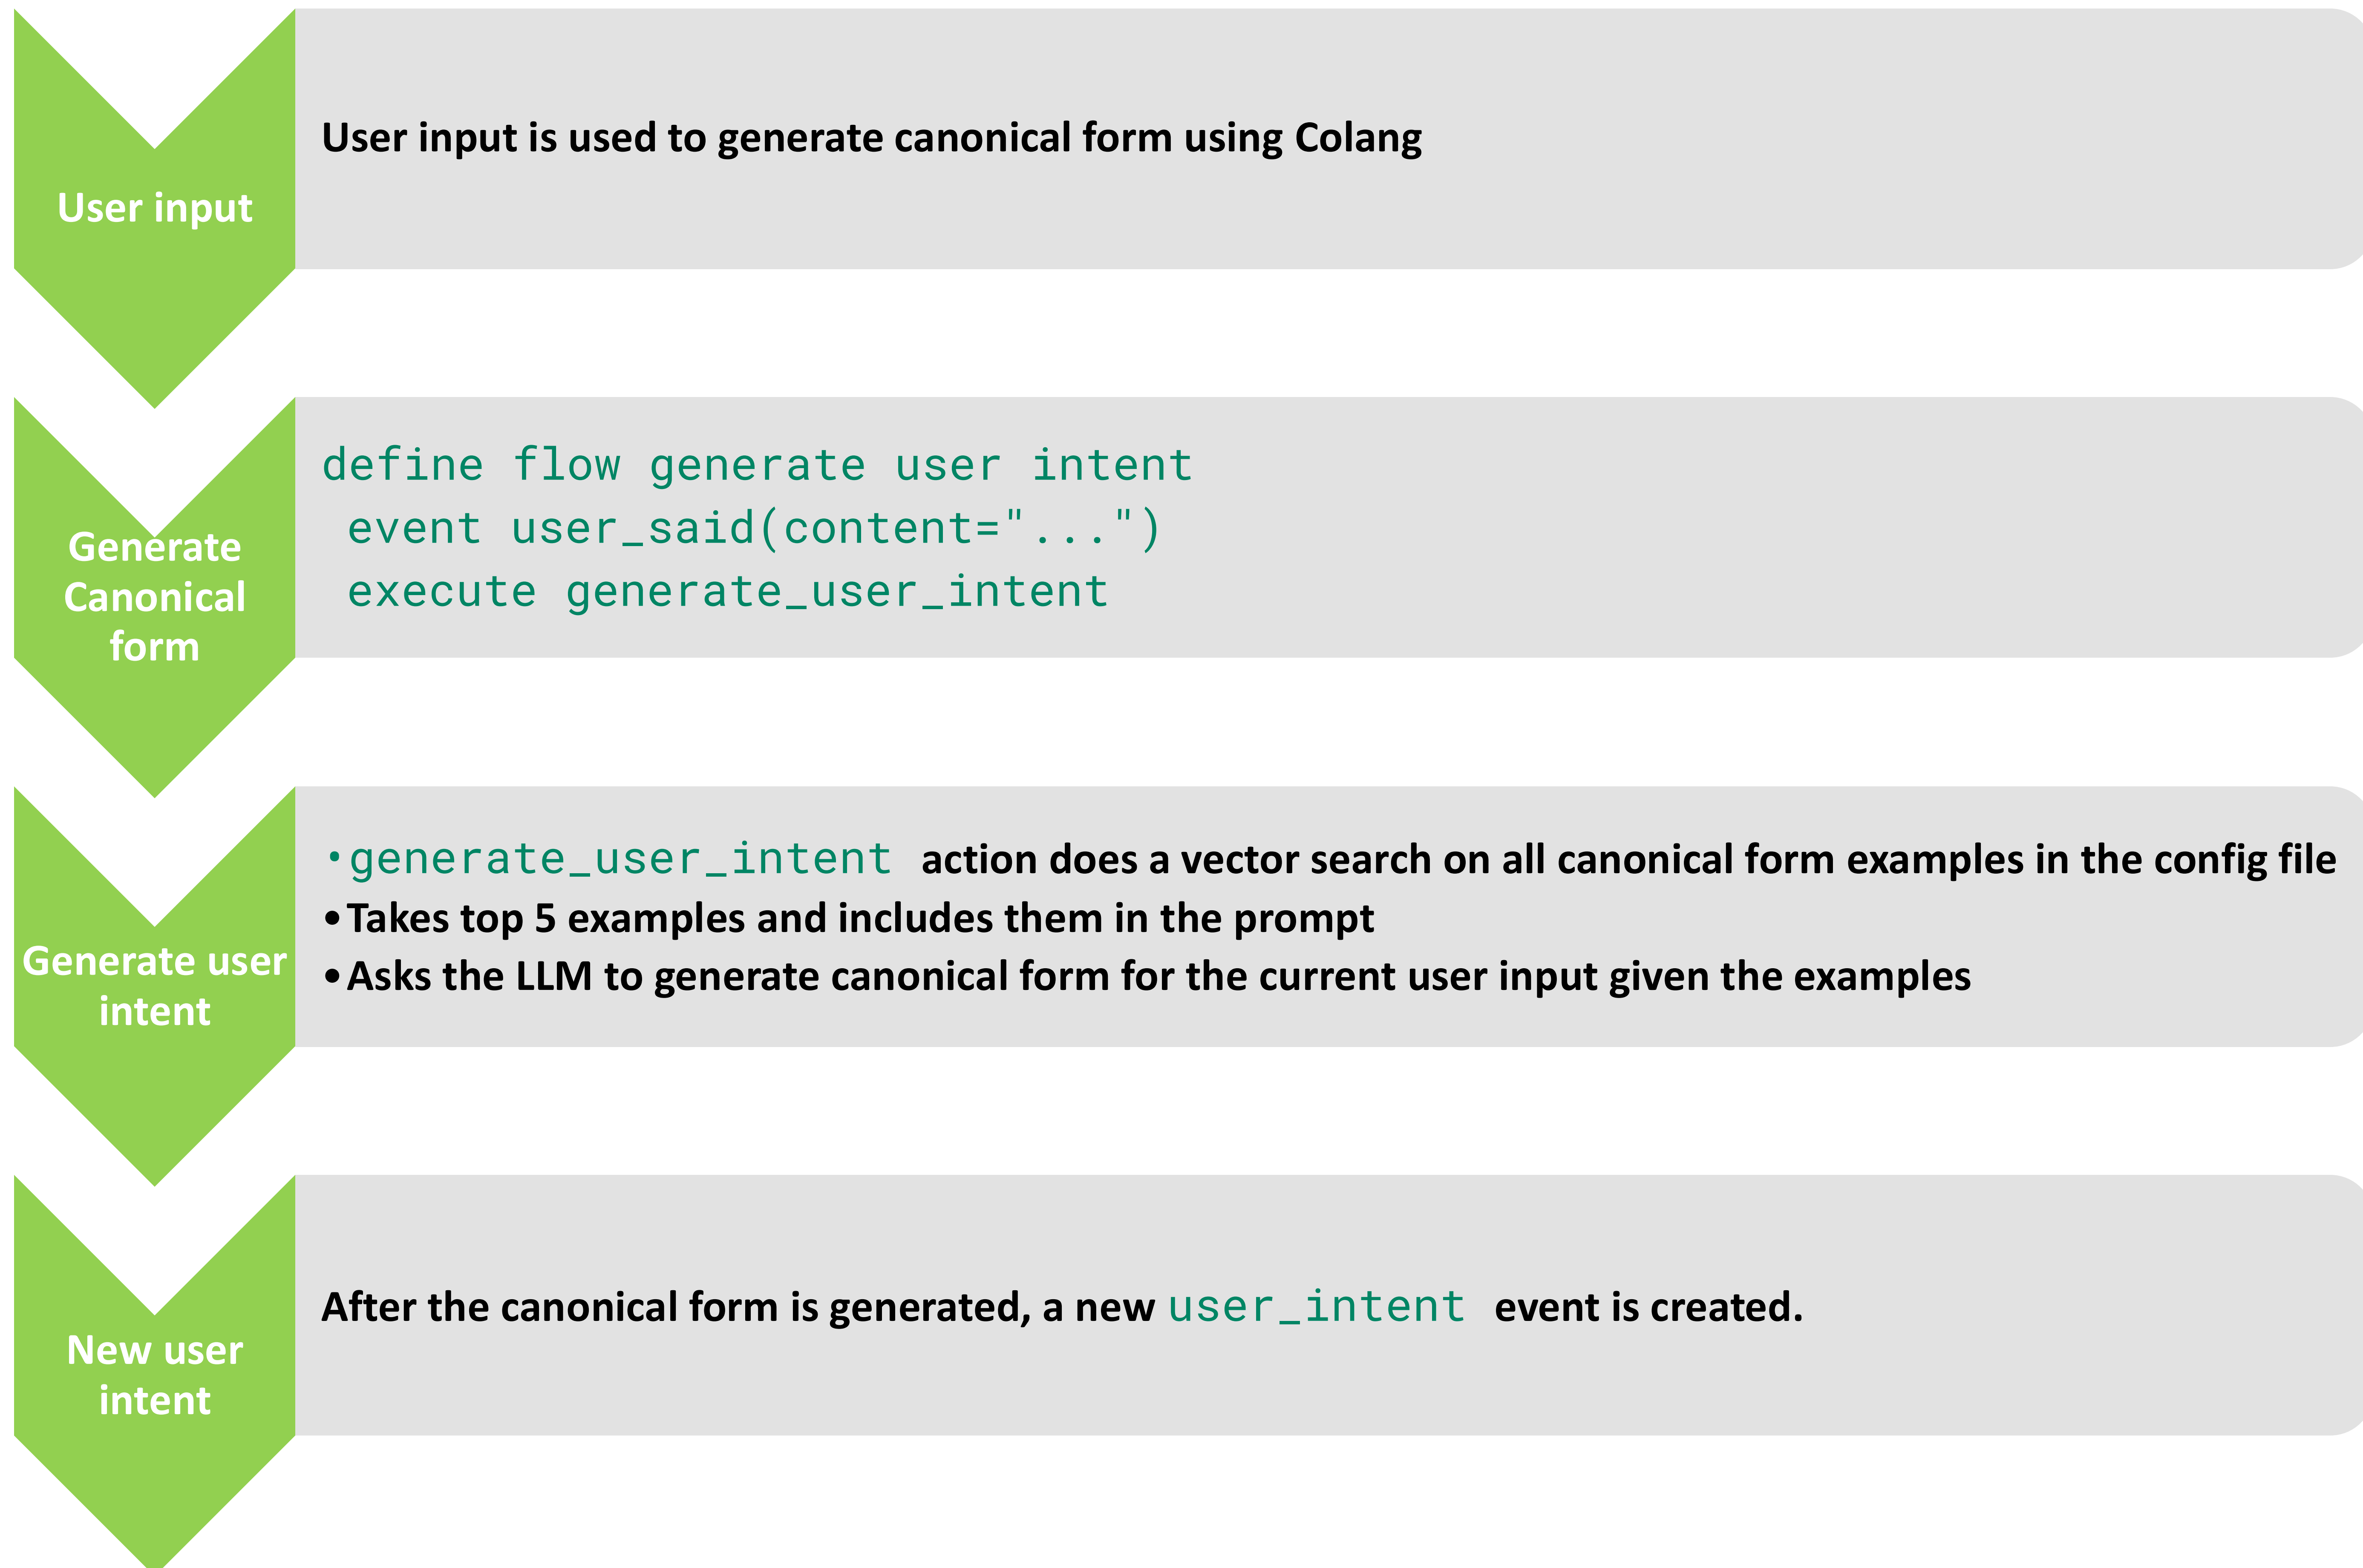 User input
User input is used to generate canonical form using Colang
Generate
Canonical
form
define flow generate user intent
event user_said(content="...")
execute generate_user_intent
Generate user
intent
•generate_user_intent action does a vector search on all canonical form examples in the config file
•Takes top 5 examples and includes them in the prompt
•Asks the LLM to generate canonical form for the current user input given the examples
New user
intent
After the canonical form is generated, a new user_intent event is created.